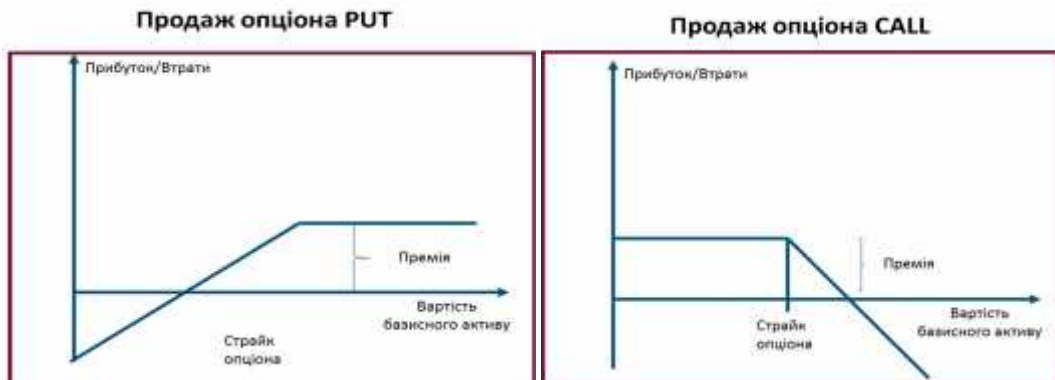 Продаж опціона PUT
Прибуток/Втрати
Премія
Вартість
базисного активу
Страйк
опціона
Продаж опціона CALL
Прибуток/Втрати
Премія
Вартість
базисного активу
Страйк
опціона